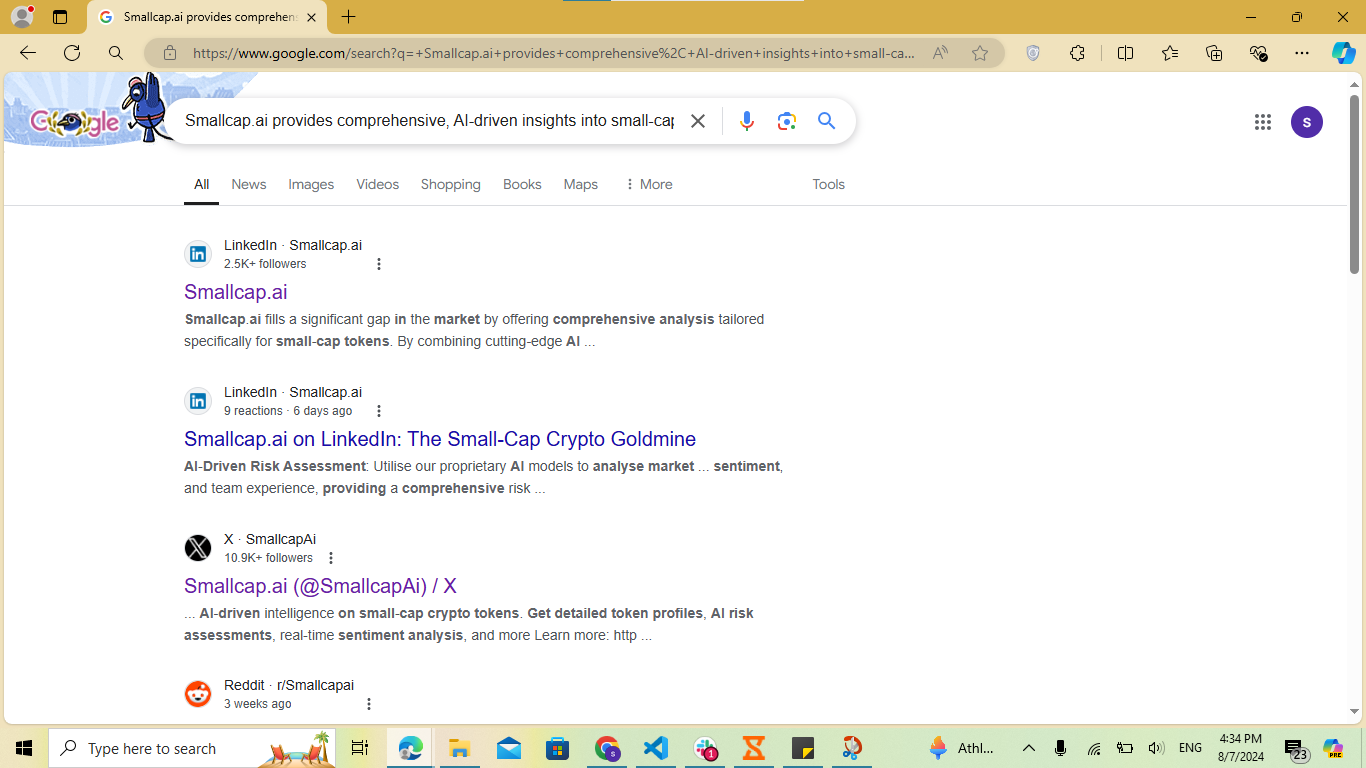 Smallcap.ai provides comprehens
https://www.google.com/search?q=+Smallcap.ai+provides+comprehensive%2C+AI-driven+insights+into+small-ca...
Google
Smallcap.ai provides comprehensive, AI-driven insights into small-cap
S
All
News
Images
Videos
Shopping
Books
Maps
More
Tools
LinkedIn · Smallcap.ai
2.5K+ followers
Smallcap.ai
Smallcap.ai fills a significant gap in the market by offering comprehensive analysis tailored
specifically for small-cap tokens. By combining cutting-edge AI ...
LinkedIn · Smallcap.ai
9 reactions · 6 days ago
Smallcap.ai on LinkedIn: The Small-Cap Crypto Goldmine
AI-Driven Risk Assessment: Utilise our proprietary AI models to analyse market ... sentiment,
and team experience, providing a comprehensive risk ...
X · SmallcapAi
10.9K+ followers
Smallcap.ai (@SmallcapAi) / X
... AI-driven intelligence on small-cap crypto tokens. Get detailed token profiles, AI risk
assessments, real-time sentiment analysis, and more Learn more: http ...
Reddit · r/Smallcapai
3 weeks ago
Type here to search
Athl...
ENG
4:34 PM
8/7/2024
23
PRE